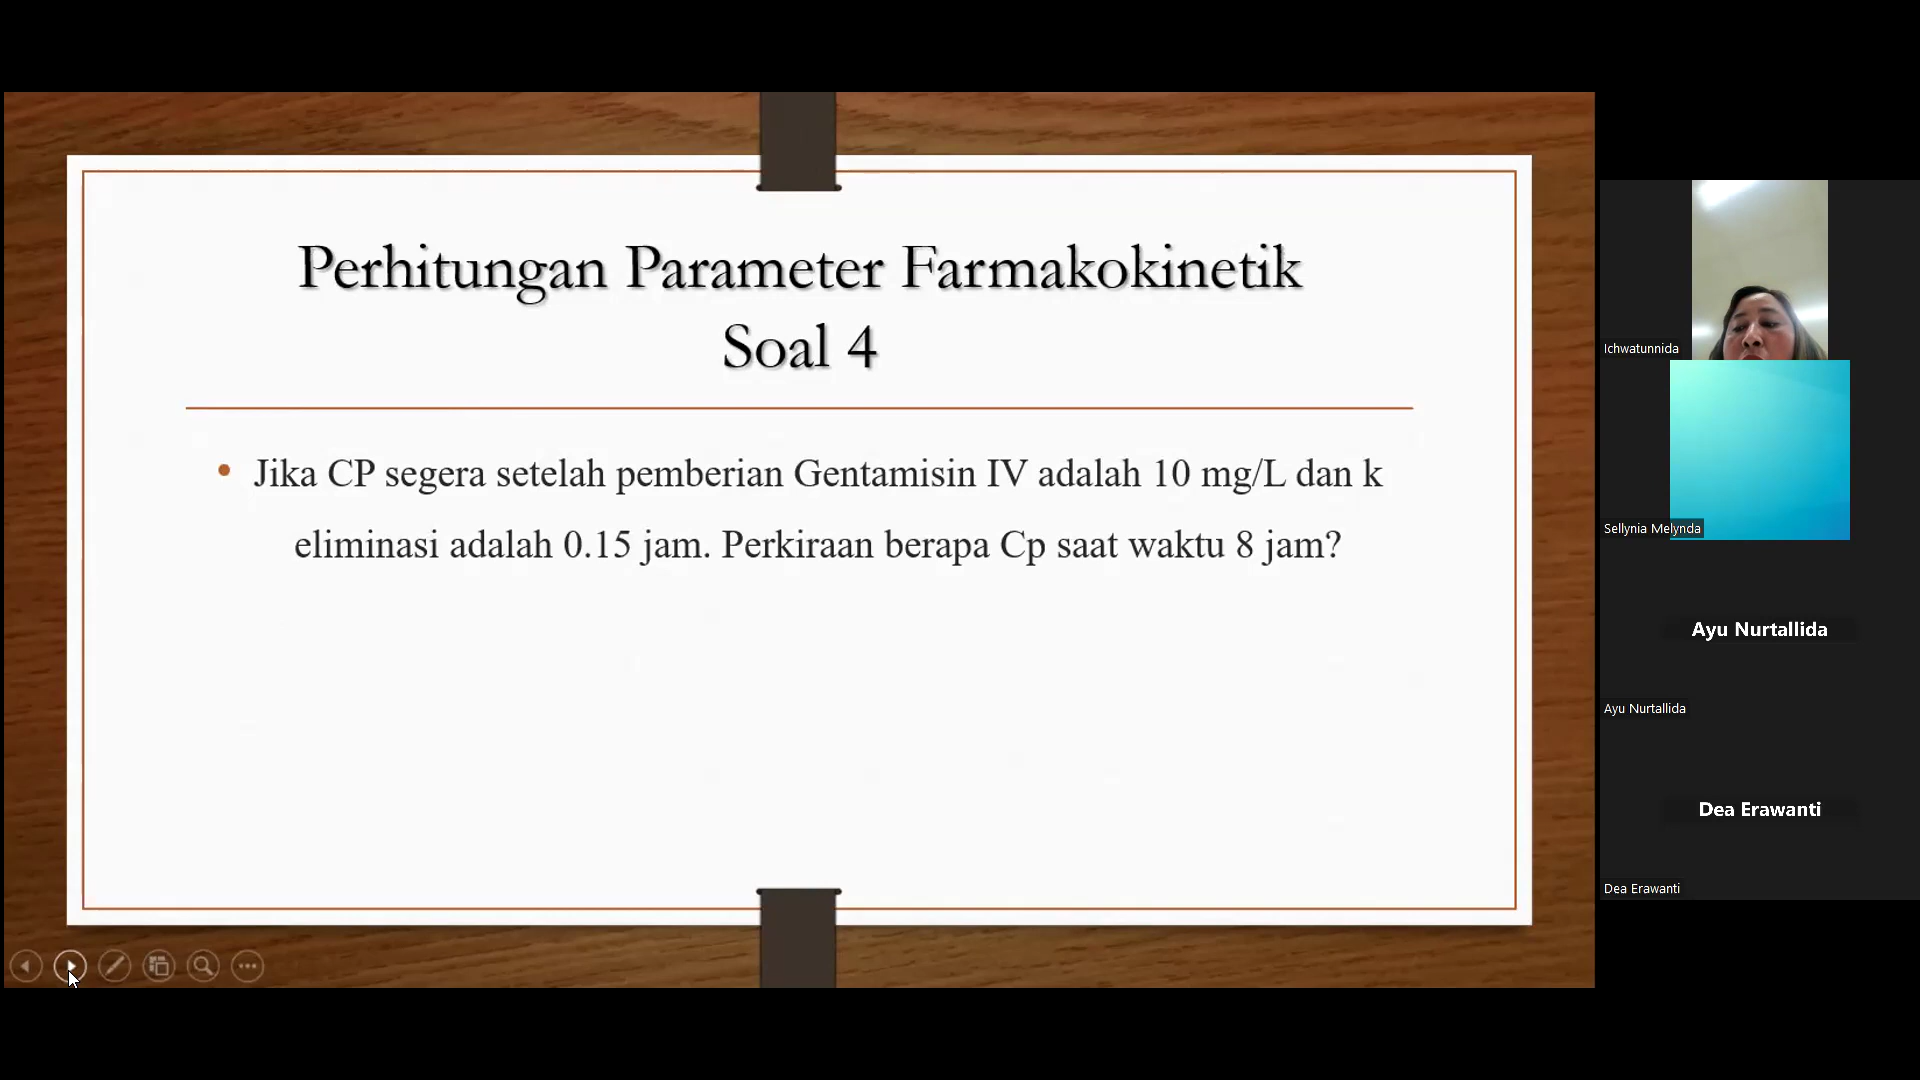 Perhitungan Parameter Farmakokinetik
Soal 4
• Jika CP segera setelah pemberian Gentamisin IV adalah 10 mg/L dan k
eliminasi adalah 0.15 jam. Perkiraan berapa Cp saat waktu 8 jam?
Ichwatunnida
Sellynia Melynda
Ayu Nurtallida
Ayu Nurtallida
Dea Erawanti
Dea Erawanti